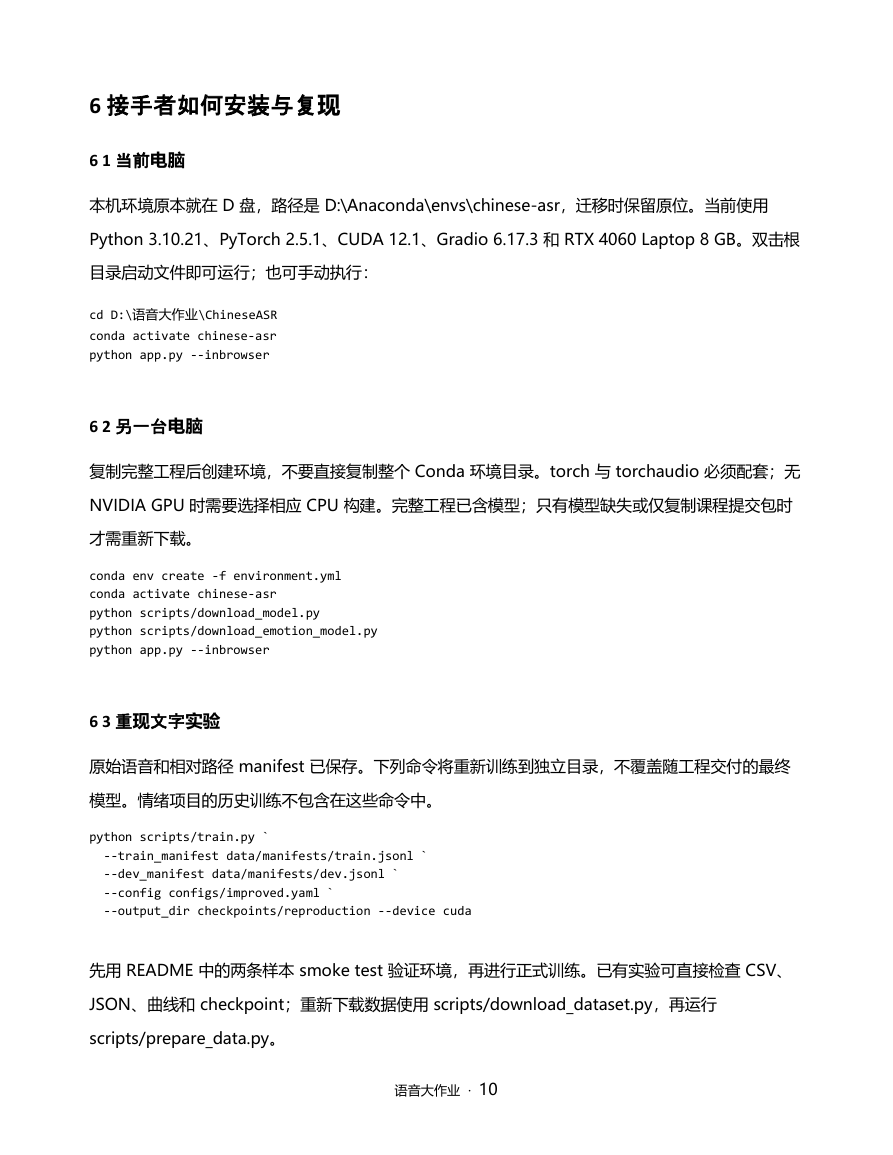 6 接手者如何安装与复现
6 1 当前电脑
本机环境原本就在 D 盘，路径是 D:\Anaconda\envs\chinese-asr，迁移时保留原位。当前使用
Python 3.10.21、PyTorch 2.5.1、CUDA 12.1、Gradio 6.17.3 和 RTX 4060 Laptop 8 GB。双击根
目录启动文件即可运行；也可手动执行：
cd D:\语音大作业\ChineseASR
conda activate chinese-asr
python app.py --inbrowser
6 2 另一台电脑
复制完整工程后创建环境，不要直接复制整个 Conda 环境目录。torch 与 torchaudio 必须配套；无
NVIDIA GPU 时需要选择相应 CPU 构建。完整工程已含模型；只有模型缺失或仅复制课程提交包时
才需重新下载。
conda env create -f environment.yml
conda activate chinese-asr
python scripts/download_model.py
python scripts/download_emotion_model.py
python app.py --inbrowser
6 3 重现文字实验
原始语音和相对路径 manifest 已保存。下列命令将重新训练到独立目录，不覆盖随工程交付的最终
模型。情绪项目的历史训练不包含在这些命令中。
python scripts/train.py `
  --train_manifest data/manifests/train.jsonl `
  --dev_manifest data/manifests/dev.jsonl `
  --config configs/improved.yaml `
  --output_dir checkpoints/reproduction --device cuda
先用 README 中的两条样本 smoke test 验证环境，再进行正式训练。已有实验可直接检查 CSV、
JSON、曲线和 checkpoint；重新下载数据使用 scripts/download_dataset.py，再运行
scripts/prepare_data.py。
语音大作业 · 10